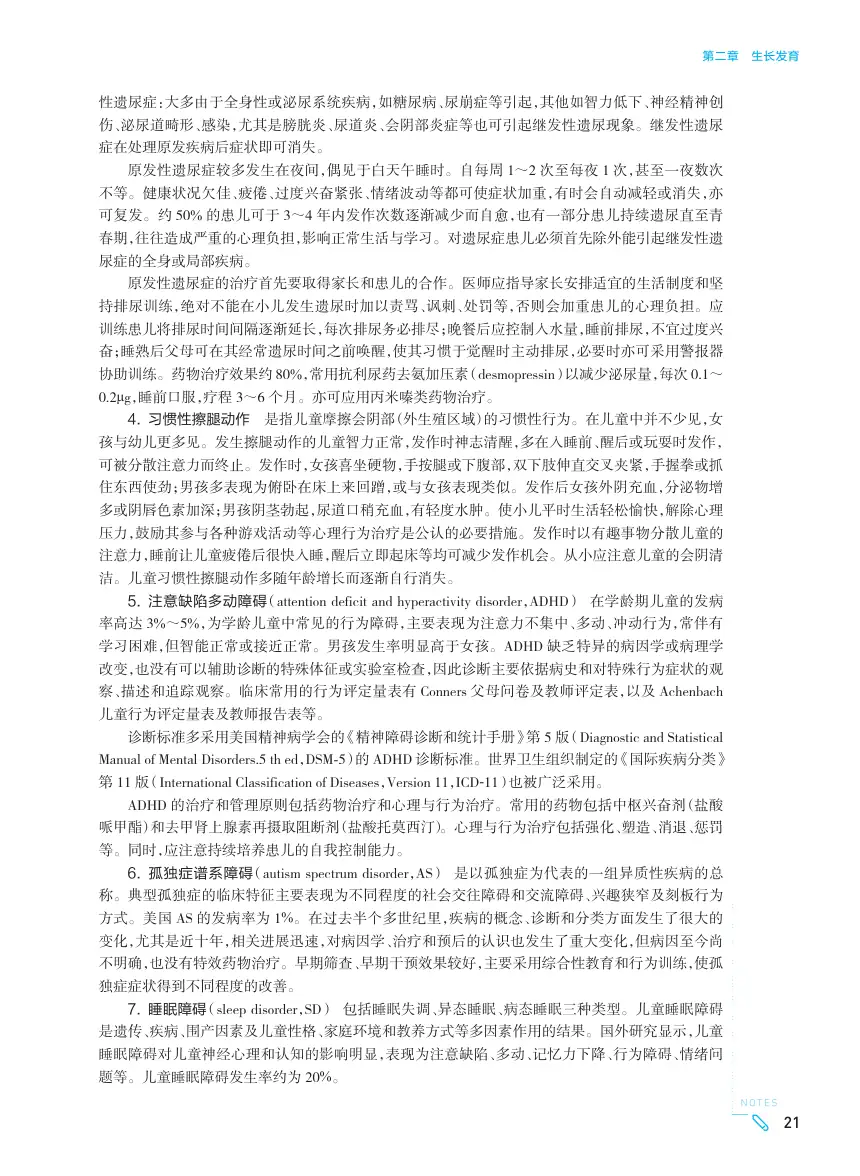 第二章 生长发育
性遗尿症:大多由于全身性或泌尿系统疾病,如糖尿病、尿崩症等引起,其他如智力低下、神经精神创
伤、泌尿道畸形、感染,尤其是膀胱炎、尿道炎、会阴部炎症等也可引起继发性遗尿现象。继发性遗尿
症在处理原发疾病后症状即可消失。
原发性遗尿症较多发生在夜间,偶见于白天午睡时。自每周 1～2 次至每夜 1 次,甚至一夜数次
不等。健康状况欠佳、疲倦、过度兴奋紧张、情绪波动等都可使症状加重,有时会自动减轻或消失,亦
可复发。约 50% 的患儿可于 3～4 年内发作次数逐渐减少而自愈,也有一部分患儿持续遗尿直至青
春期,往往造成严重的心理负担,影响正常生活与学习。对遗尿症患儿必须首先除外能引起继发性遗
尿症的全身或局部疾病。
原发性遗尿症的治疗首先要取得家长和患儿的合作。医师应指导家长安排适宜的生活制度和坚
持排尿训练,绝对不能在小儿发生遗尿时加以责骂、讽刺、处罚等,否则会加重患儿的心理负担。应
训练患儿将排尿时间间隔逐渐延长,每次排尿务必排尽;晚餐后应控制入水量,睡前排尿,不宜过度兴
奋;睡熟后父母可在其经常遗尿时间之前唤醒,使其习惯于觉醒时主动排尿,必要时亦可采用警报器
协助训练。药物治疗效果约 80%,常用抗利尿药去氨加压素(desmopressin)以减少泌尿量,每次 0.1～
0.2μg,睡前口服,疗程 3～6 个月。亦可应用丙米嗪类药物治疗。
4. 习惯性擦腿动作 是指儿童摩擦会阴部(外生殖区域)的习惯性行为。在儿童中并不少见,女
孩与幼儿更多见。发生擦腿动作的儿童智力正常,发作时神志清醒,多在入睡前、醒后或玩耍时发作,
可被分散注意力而终止。发作时,女孩喜坐硬物,手按腿或下腹部,双下肢伸直交叉夹紧,手握拳或抓
住东西使劲;男孩多表现为俯卧在床上来回蹭,或与女孩表现类似。发作后女孩外阴充血,分泌物增
多或阴唇色素加深;男孩阴茎勃起,尿道口稍充血,有轻度水肿。使小儿平时生活轻松愉快,解除心理
压力,鼓励其参与各种游戏活动等心理行为治疗是公认的必要措施。发作时以有趣事物分散儿童的
注意力,睡前让儿童疲倦后很快入睡,醒后立即起床等均可减少发作机会。从小应注意儿童的会阴清
洁。儿童习惯性擦腿动作多随年龄增长而逐渐自行消失。
5. 注意缺陷多动障碍(attention deficit and hyperactivity disorder,ADHD) 在学龄期儿童的发病
率高达 3%～5%,为学龄儿童中常见的行为障碍,主要表现为注意力不集中、多动、冲动行为,常伴有
学习困难,但智能正常或接近正常。男孩发生率明显高于女孩。ADHD 缺乏特异的病因学或病理学
改变,也没有可以辅助诊断的特殊体征或实验室检查,因此诊断主要依据病史和对特殊行为症状的观
察、描述和追踪观察。临床常用的行为评定量表有 Conners 父母问卷及教师评定表,以及 Achenbach
儿童行为评定量表及教师报告表等。
诊断标准多采用美国精神病学会的《精神障碍诊断和统计手册》第 5 版(Diagnostic and Statistical
Manual of Mental Disorders.5 th ed,DSM-5)的 ADHD 诊断标准。世界卫生组织制定的《国际疾病分类》
第 11 版(International Classification of Diseases,Version 11,ICD-11)也被广泛采用。
ADHD 的治疗和管理原则包括药物治疗和心理与行为治疗。常用的药物包括中枢兴奋剂(盐酸
哌甲酯)和去甲肾上腺素再摄取阻断剂(盐酸托莫西汀)。心理与行为治疗包括强化、塑造、消退、惩罚
等。同时,应注意持续培养患儿的自我控制能力。
6. 孤独症谱系障碍(autism spectrum disorder,AS) 是以孤独症为代表的一组异质性疾病的总
称。典型孤独症的临床特征主要表现为不同程度的社会交往障碍和交流障碍、兴趣狭窄及刻板行为
方式。美国 AS 的发病率为 1%。在过去半个多世纪里,疾病的概念、诊断和分类方面发生了很大的
变化,尤其是近十年,相关进展迅速,对病因学、治疗和预后的认识也发生了重大变化,但病因至今尚
不明确,也没有特效药物治疗。早期筛查、早期干预效果较好,主要采用综合性教育和行为训练,使孤
独症症状得到不同程度的改善。
7. 睡眠障碍(sleep disorder,SD) 包括睡眠失调、异态睡眠、病态睡眠三种类型。儿童睡眠障碍
是遗传、疾病、围产因素及儿童性格、家庭环境和教养方式等多因素作用的结果。国外研究显示,儿童
睡眠障碍对儿童神经心理和认知的影响明显,表现为注意缺陷、多动、记忆力下降、行为障碍、情绪问
题等。儿童睡眠障碍发生率约为 20%。
NOTES
21